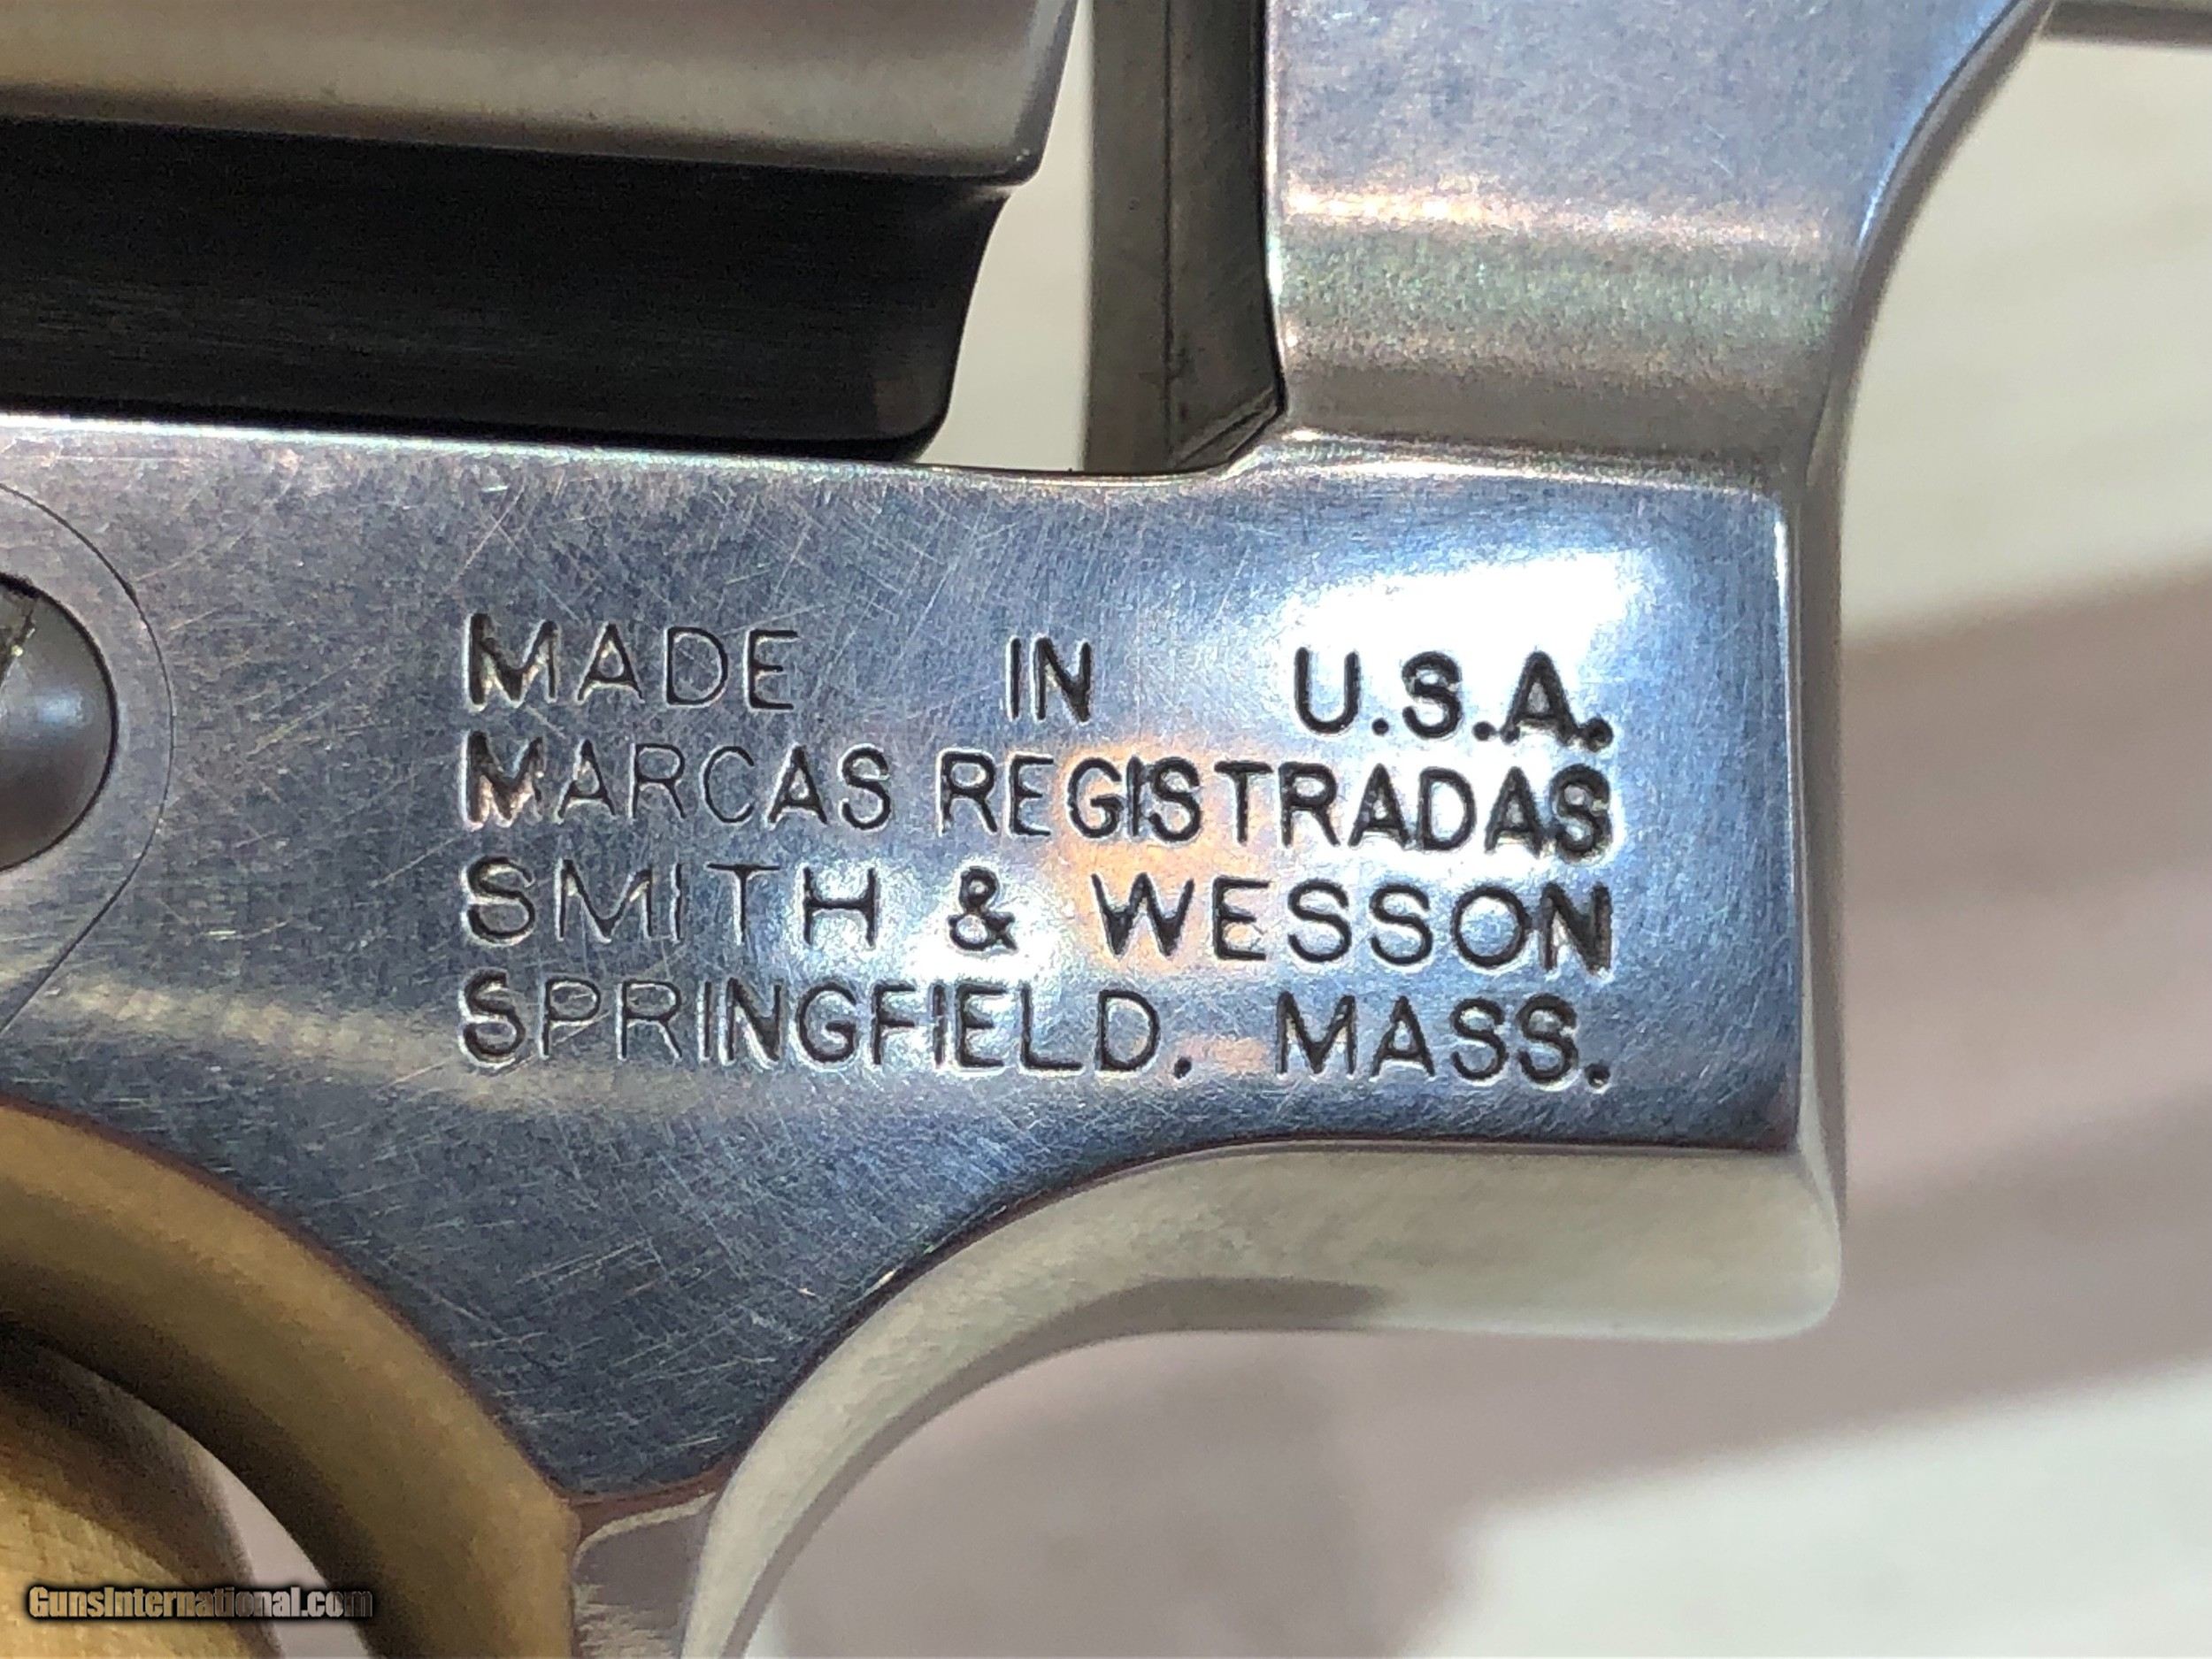 MADE IN U.S.A.
MARCAS REGISTRADAS
SMITH & WESSON
SPRINGFIELD, MASS.
GunsInternational.com